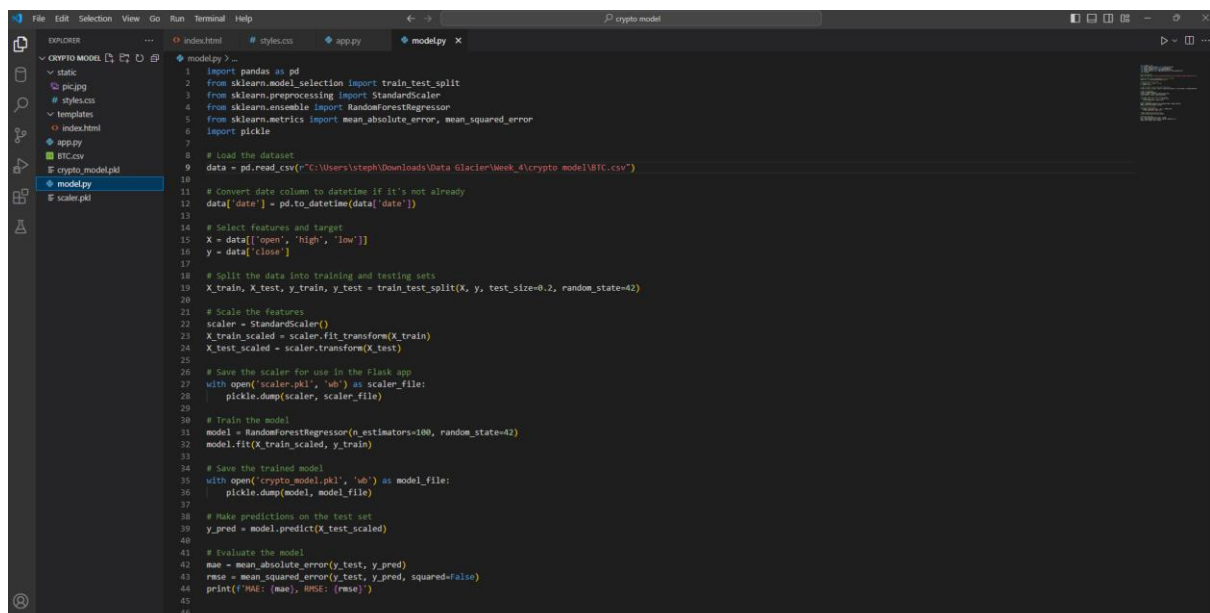 File Edit Selection View Go Run Terminal Help
crypto model
EXPLORER
CRYPTO MODEL
static
pic.jpg
# styles.css
templates
index.html
app.py
BTC.csv
crypto_model.pkl
model.py
scaler.pkl
index.html # styles.css app.py model.py
model.py > ...
1 import pandas as pd
2 from sklearn.model_selection import train_test_split
3 from sklearn.preprocessing import StandardScaler
4 from sklearn.ensemble import RandomForestRegressor
5 from sklearn.metrics import mean_absolute_error, mean_squared_error
6 import pickle
7
8 # Load the dataset
9 data = pd.read_csv(r"C:\Users\steph\Downloads\Data Glacier\Week_4\crypto model\BTC.csv")
10
11 # Convert date column to datetime if it's not already
12 data['date'] = pd.to_datetime(data['date'])
13
14 # Select features and target
15 X = data[['open', 'high', 'low']]
16 y = data['close']
17
18 # Split the data into training and testing sets
19 X_train, X_test, y_train, y_test = train_test_split(X, y, test_size=0.2, random_state=42)
20
21 # Scale the features
22 scaler = StandardScaler()
23 X_train_scaled = scaler.fit_transform(X_train)
24 X_test_scaled = scaler.transform(X_test)
25
26 # Save the scaler for use in the Flask app
27 with open('scaler.pkl', 'wb') as scaler_file:
28 pickle.dump(scaler, scaler_file)
29
30 # Train the model
31 model = RandomForestRegressor(n_estimators=100, random_state=42)
32 model.fit(X_train_scaled, y_train)
33
34 # Save the trained model
35 with open('crypto_model.pkl', 'wb') as model_file:
36 pickle.dump(model, model_file)
37
38 # Make predictions on the test set
39 y_pred = model.predict(X_test_scaled)
40
41 # Evaluate the model
42 mae = mean_absolute_error(y_test, y_pred)
43 rmse = mean_squared_error(y_test, y_pred, squared=False)
44 print(f'MAE: {mae}, RMSE: {rmse}')
45
46